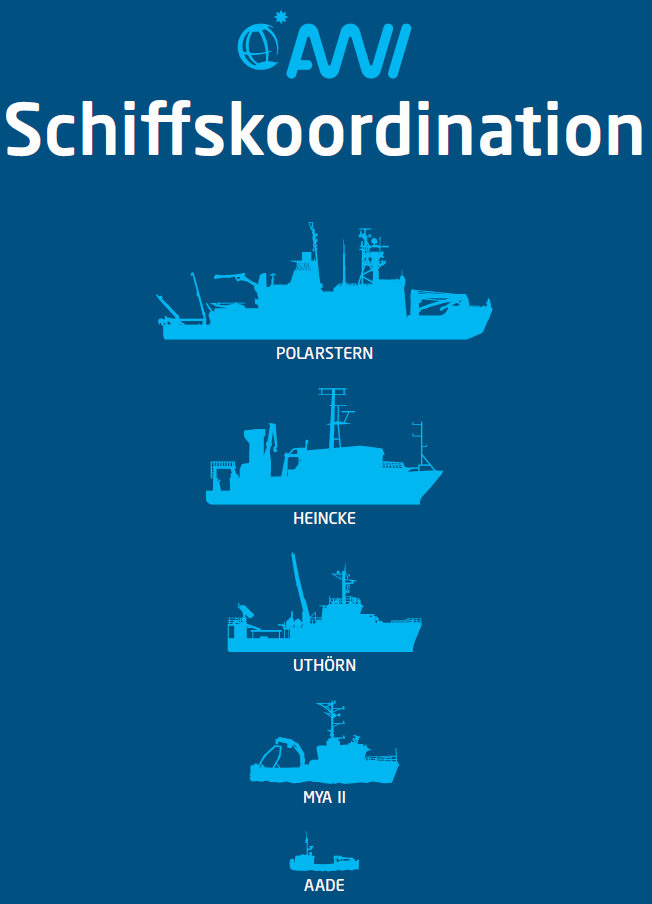 AWI
Schiffskoordination
POLARSTERN
HEINCKE
UTHÖRN
MYA II
AADE